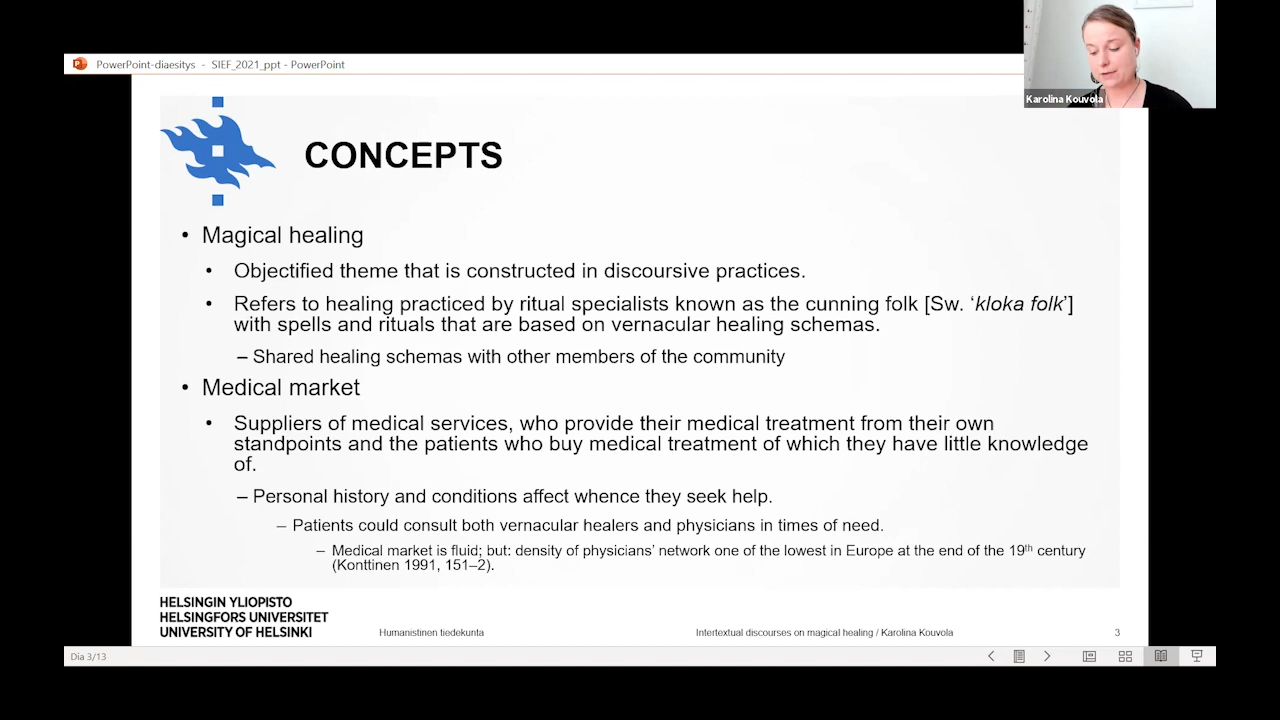 PowerPoint-diaesitys - SIEF_2021_ppt - PowerPoint
Karolina Kouvola
CONCEPTS
• Magical healing
• Objectified theme that is constructed in discoursive practices.
• Refers to healing practiced by ritual specialists known as the cunning folk [Sw. ‘kloka folk’]
with spells and rituals that are based on vernacular healing schemas.
– Shared healing schemas with other members of the community
• Medical market
• Suppliers of medical services, who provide their medical treatment from their own
standpoints and the patients who buy medical treatment of which they have little knowledge
of.
– Personal history and conditions affect whence they seek help.
– Patients could consult both vernacular healers and physicians in times of need.
– Medical market is fluid; but: density of physicians’ network one of the lowest in Europe at the end of the 19th century
(Konttinen 1991, 151–2).
HELSINGIN YLIOPISTO
HELSINGFORS UNIVERSITET
UNIVERSITY OF HELSINKI
Humanistinen tiedekunta
Intertextual discourses on magical healing / Karolina Kouvola
3
Dia 3/13